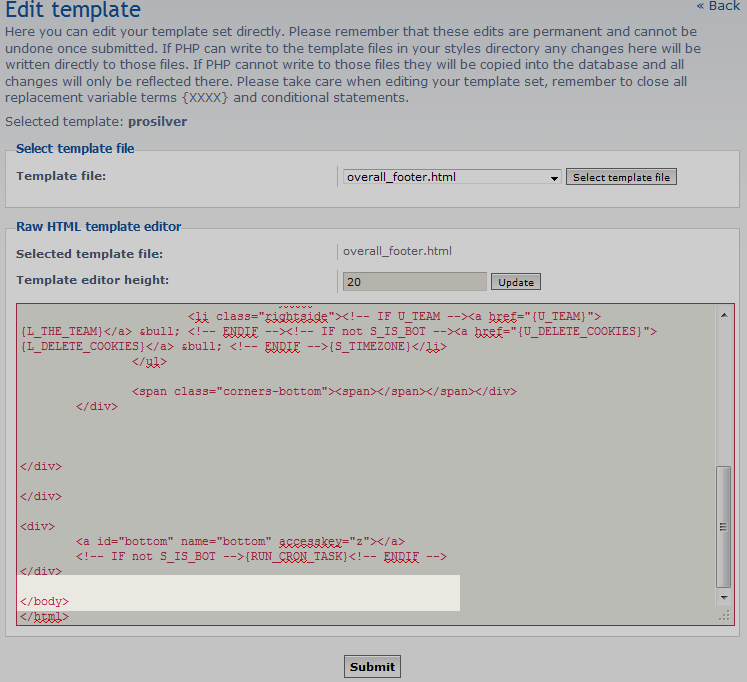 Edit template
« Back
Here you can edit your template set directly. Please remember that these edits are permanent and cannot be
undone once submitted. If PHP can write to the template files in your styles directory any changes here will be
written directly to those files. If PHP cannot write to those files they will be copied into the database and all
changes will only be reflected there. Please take care when editing your template set, remember to close all
replacement variable terms {XXXX} and conditional statements.
Selected template: prosilver
Select template file
Template file: overall_footer.html Select template file
Raw HTML template editor
Selected template file: overall_footer.html
Template editor height: 20 Update
<li class="rightside"><!-- IF U_TEAM --><a href="{U_TEAM}">
{L_THE_TEAM}</a> &bull; <!-- ENDIF --><!-- IF not S_IS_BOT --><a href="{U_DELETE_COOKIES}">
{L_DELETE_COOKIES}</a> &bull; <!-- ENDIF -->{S_TIMEZONE}</li>
</ul>
<span class="corners-bottom"><span></span></span></div>
</div>
</div>
</div>
<div>
<a id="bottom" name="bottom" accesskey="z"></a>
<!-- IF not S_IS_BOT -->{RUN_CRON_TASK}<!-- ENDIF -->
</div>
</body>
</html>
Submit